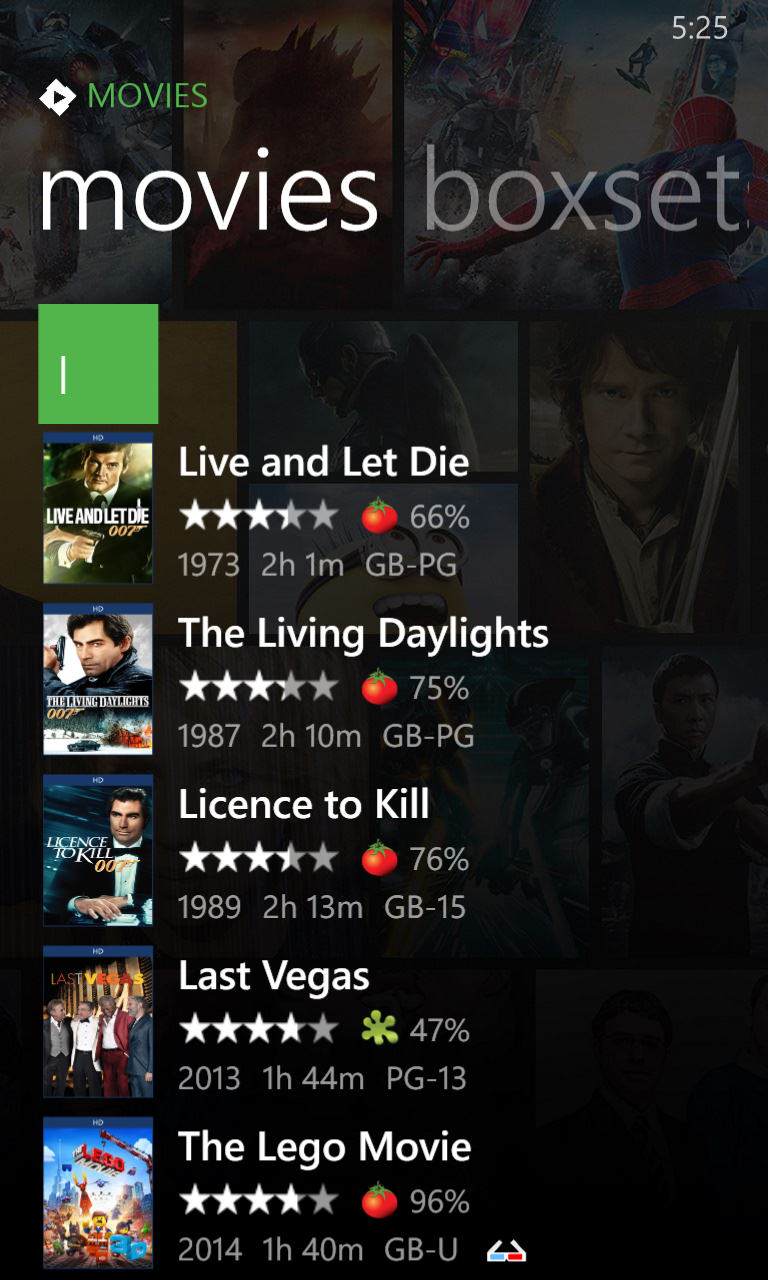 5:25
MOVIES
movies boxset
l
HD
LIVE AND LET DIE
007
Live and Let Die
66%
1973 2h 1m GB-PG
HD
THE LIVING DAYLIGHTS
007
The Living Daylights
75%
1987 2h 10m GB-PG
HD
LICENCE
TO KILL
007
Licence to Kill
76%
1989 2h 13m GB-15
HD
LAST VEGAS
Last Vegas
47%
2013 1h 44m PG-13
HD
THE LEGO
MOVIE
3D
The Lego Movie
96%
2014 1h 40m GB-U